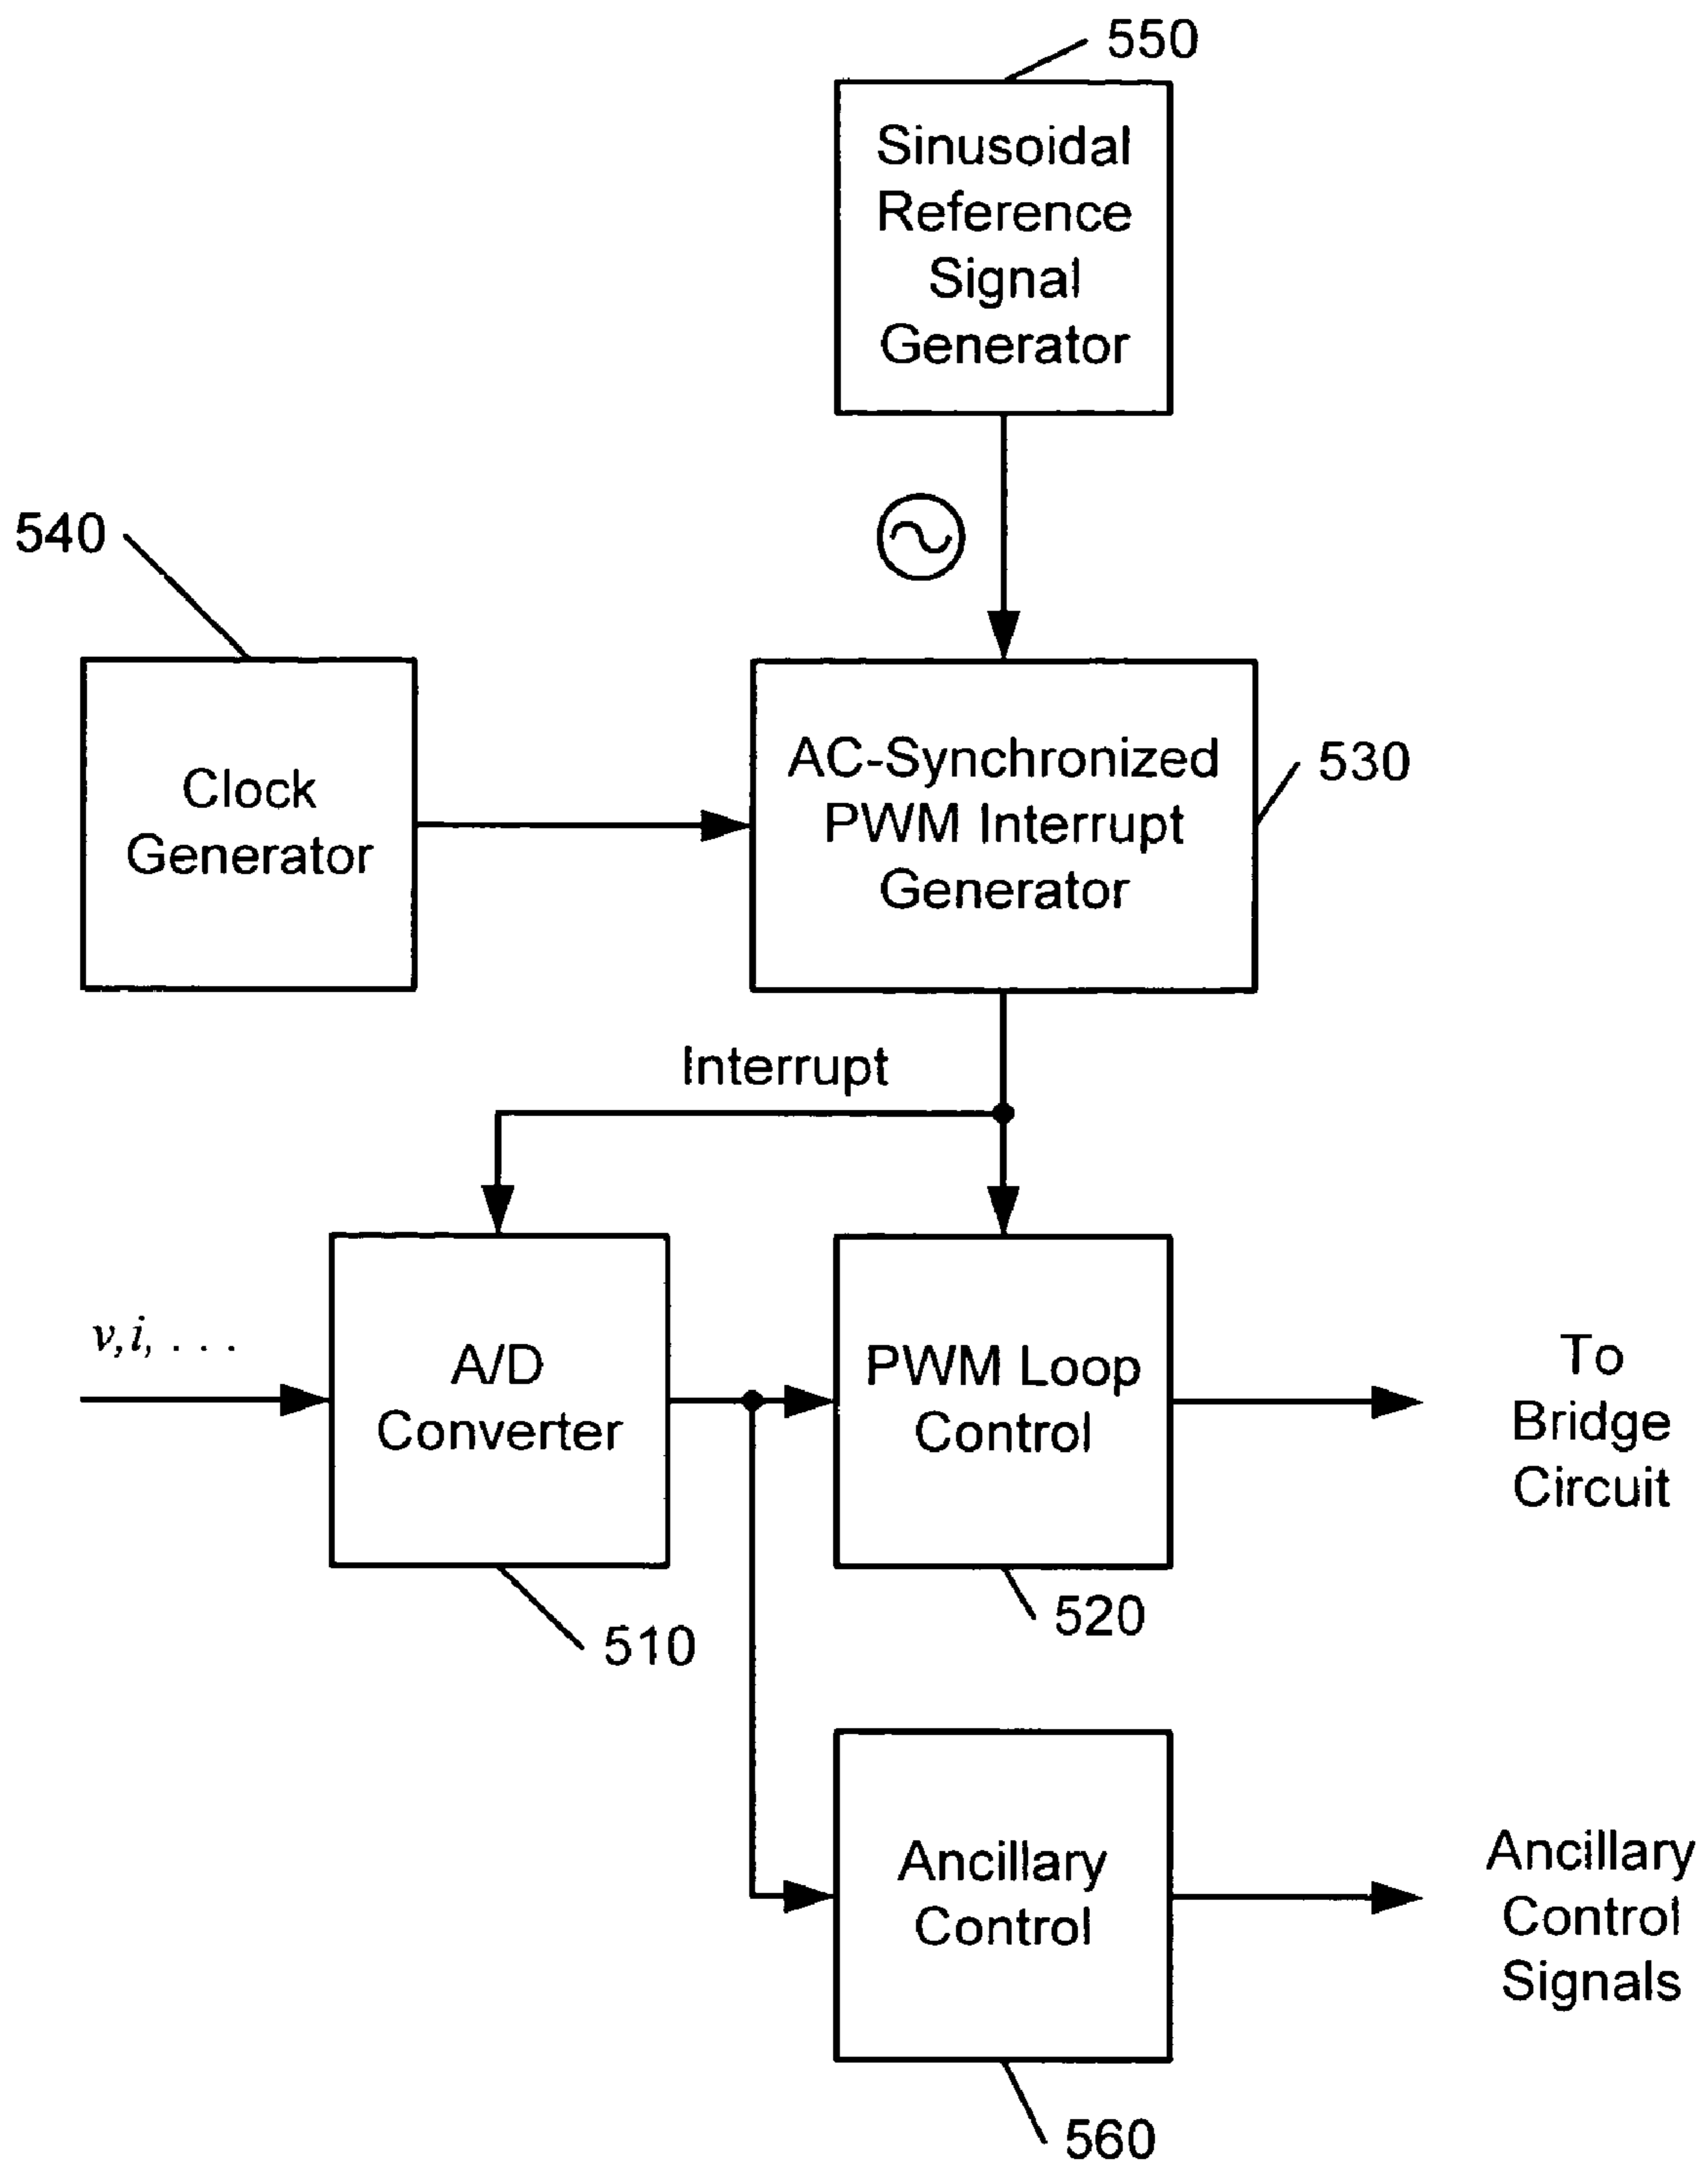 550
Sinusoidal
Reference
Signal
Generator
540
Clock
Generator
AC-Synchronized
PWM Interrupt
Generator
530
Interrupt
v,i, . . .
A/D
Converter
PWM Loop
Control
To
Bridge
Circuit
510
520
Ancillary
Control
Ancillary
Control
Signals
560